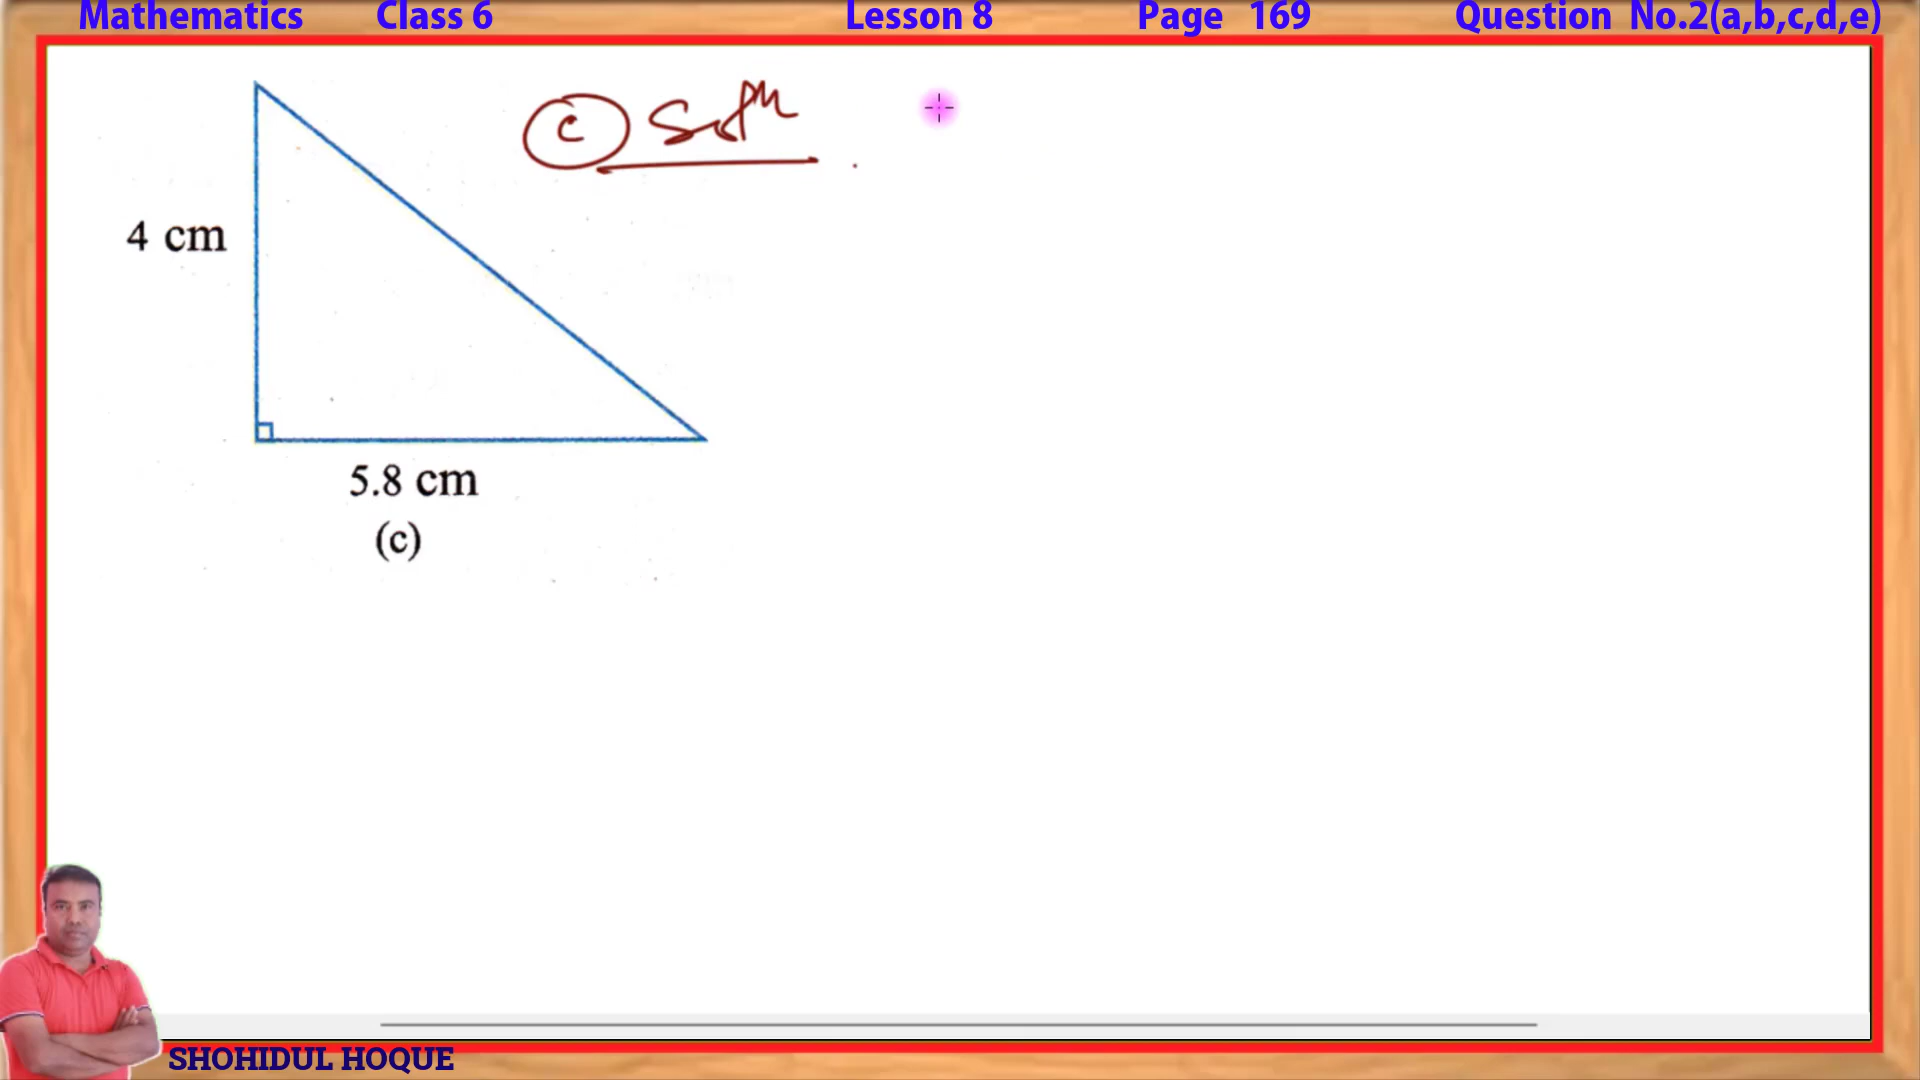 Mathematics Class 6 Lesson 8 Page 169 Question No.2(a,b,c,d,e)
c Solⁿ
4 cm
5.8 cm
(c)
SHOHIDUL HOQUE